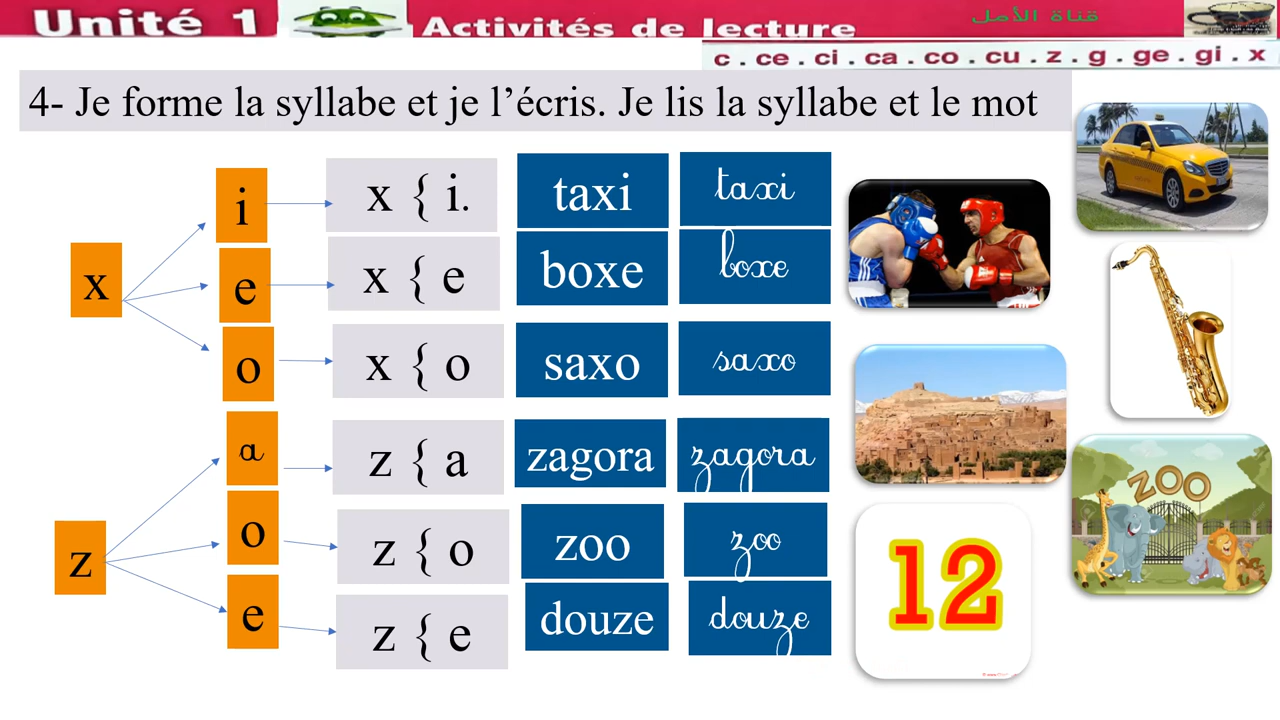 Unité 1
Activités de lecture
قناة الأمل
c . ce . ci . ca . co . cu . z . g . ge . gi . x
4- Je forme la syllabe et je l’écris. Je lis la syllabe et le mot
x
i
x { i.
taxi
taxi
e
x { e
boxe
boxe
o
x { o
saxo
saxo
z
a
z { a
zagora
zagora
o
z { o
zoo
zoo
e
z { e
douze
douze
ZOO
12